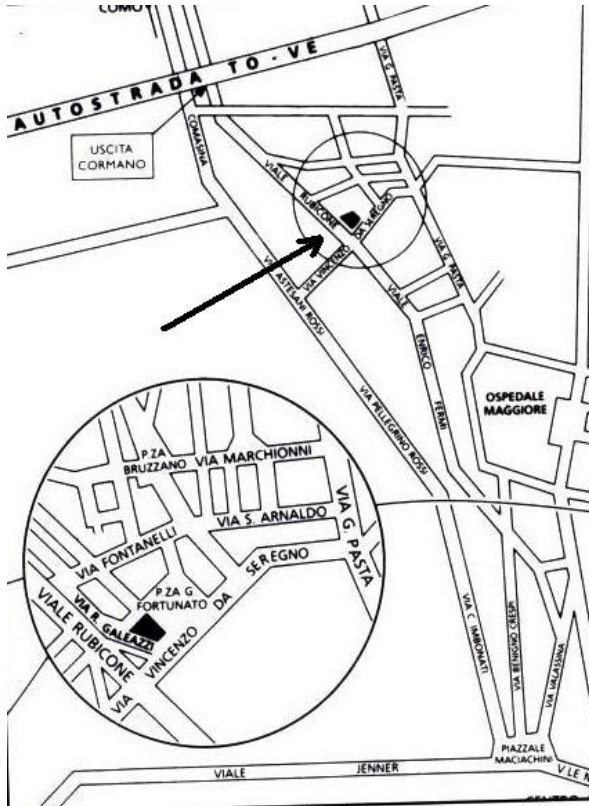 COMO
AUTOSTRADA TO-VE
VIA G. PASTA
USCITA
CORMANO
COMASINA
VIALE RUBICONE
VIA VINCENZO DA SEREGNO
VIA G. PASTA
VIA ASTESANI ROSSI
VIALE ENRICO FERMI
OSPEDALE
MAGGIORE
VIA PELLEGRINO ROSSI
P.ZA
BRUZZANO
VIA MARCHIONNI
VIA S. ARNALDO
VIA G. PASTA
VIA FONTANELLI
VIA VINCENZO DA SEREGNO
P.ZA G
FORTUNATO
VIA R. GALEAZZI
VIALE RUBICONE
VIA C IMBONATI
VIA BENIGNO CRESPI
VIA VALASSINA
PIAZZALE
MACIACHINI
VIALE JENNER
V.LE
CENTRO